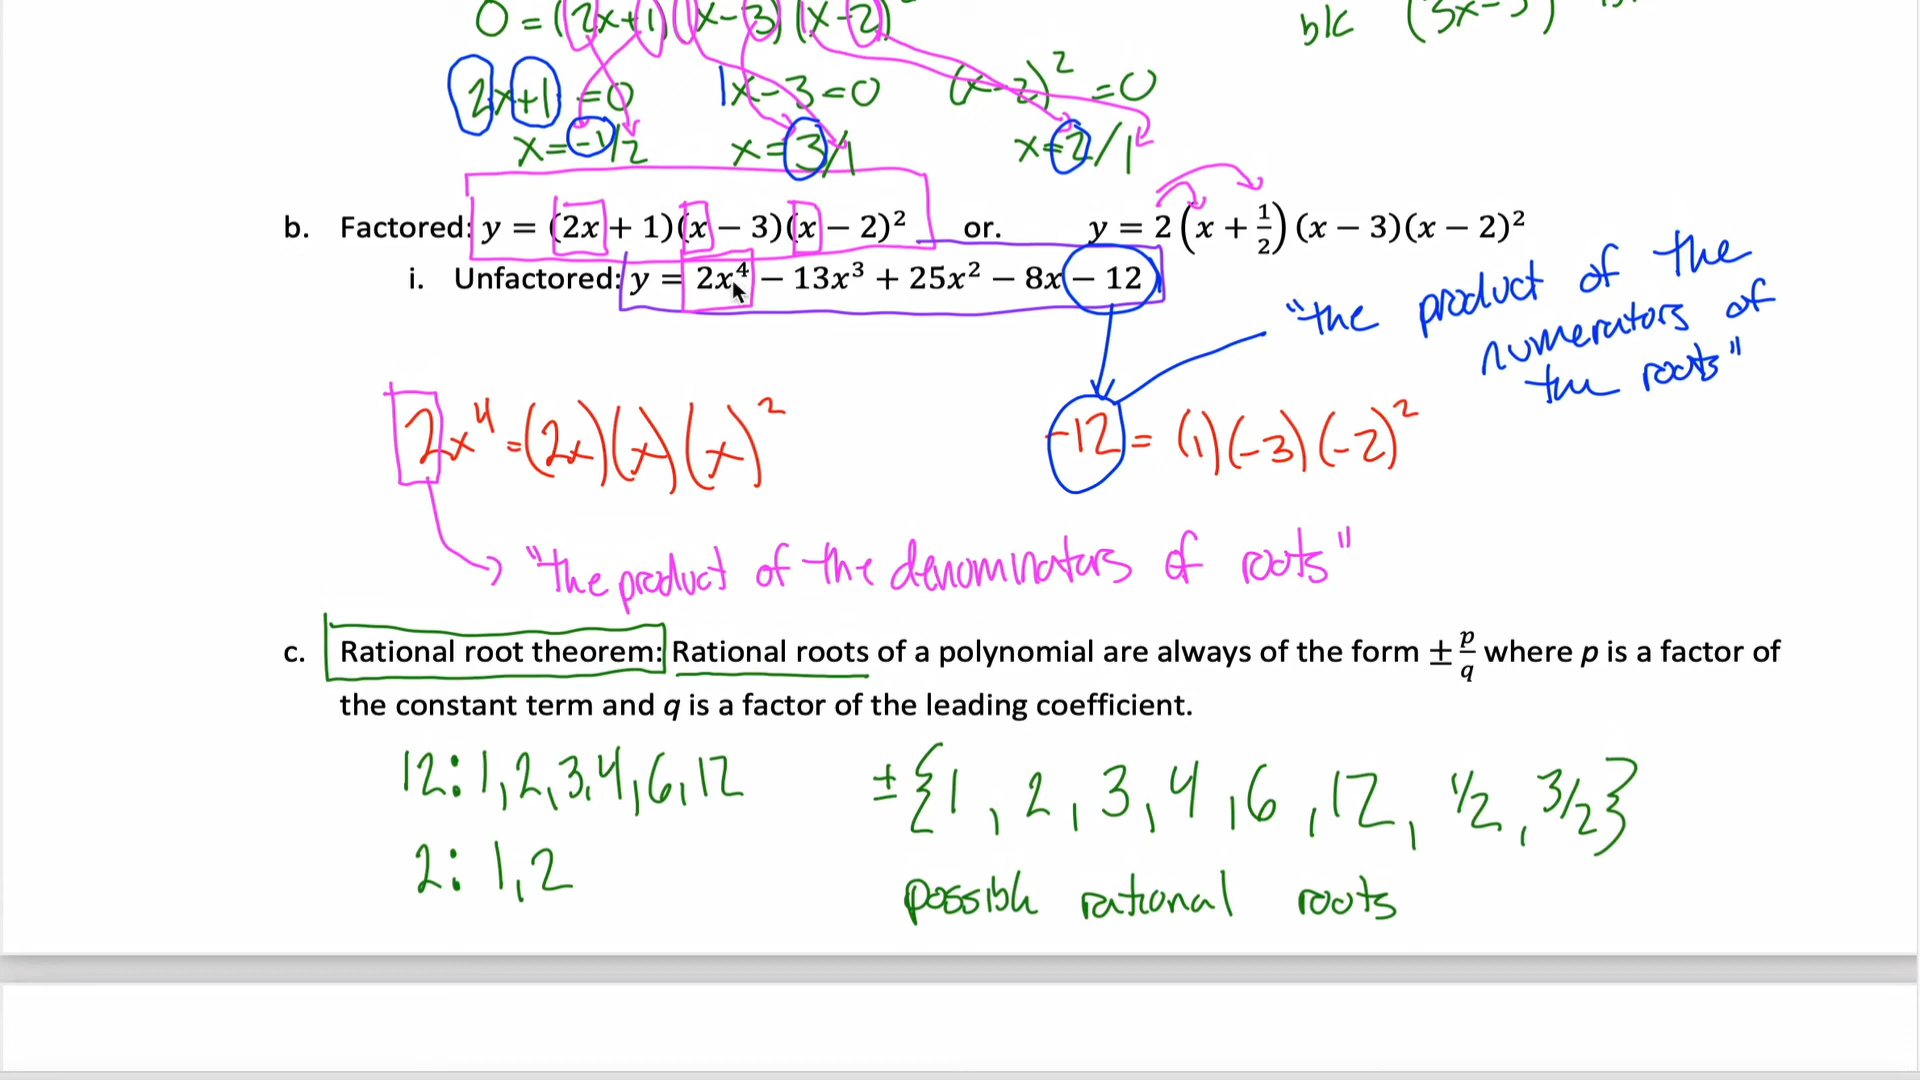 0 = (2x+1)(1x-3)(x-2)
b/c (3x-
2x+1=0 1x-3=0 (x-2)² =0
x=-1/2 x=3/1 x=2/1
b. Factored: y = (2x + 1)(x − 3)(x − 2)² or. y = 2(x + 1/2)(x − 3)(x − 2)²
i. Unfactored: y = 2x⁴ − 13x³ + 25x² − 8x − 12
"the product of the
numerators of
the roots"
2x⁴ = (2x)(x)(x)² -12 = (1)(-3)(-2)²
"the product of the denominators of roots"
c. Rational root theorem: Rational roots of a polynomial are always of the form ± p/q where p is a factor of
the constant term and q is a factor of the leading coefficient.
12: 1, 2, 3, 4, 6, 12 ± {1, 2, 3, 4, 6, 12, 1/2, 3/2}
2: 1, 2
possible rational roots